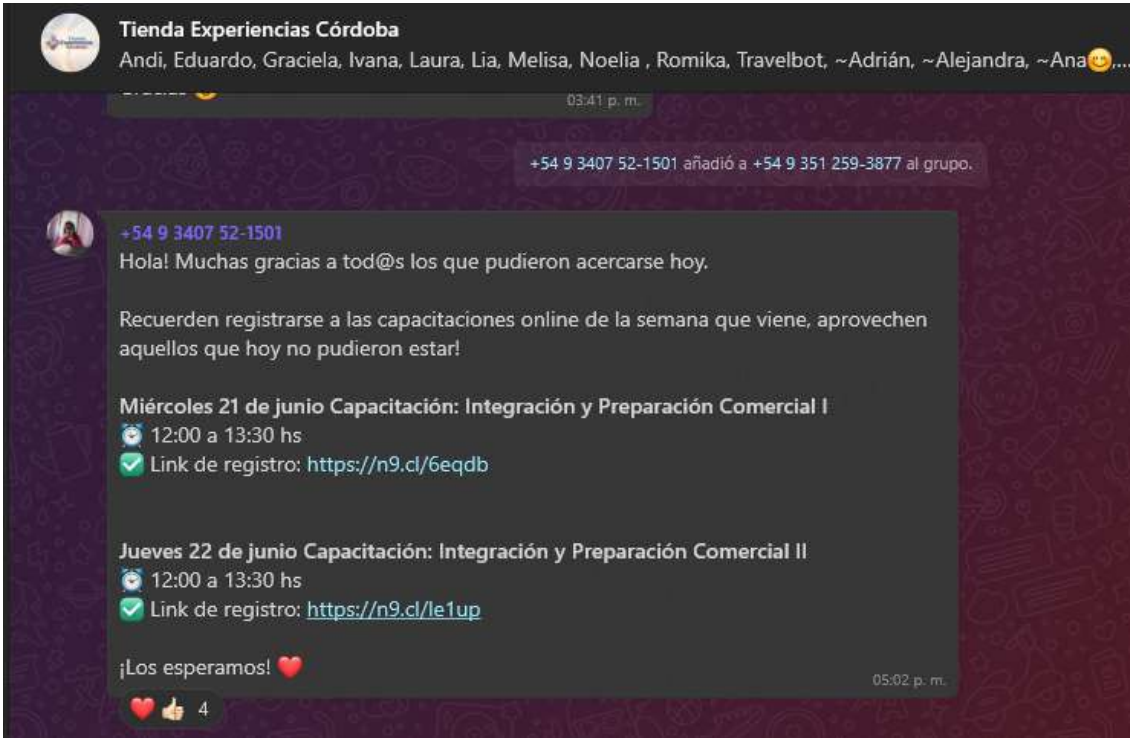 Tienda Experiencias Córdoba
Andi, Eduardo, Graciela, Ivana, Laura, Lia, Melisa, Noelia , Romika, Travelbot, ~Adrián, ~Alejandra, ~Ana😊,...
03:41 p. m.
+54 9 3407 52-1501 añadió a +54 9 351 259-3877 al grupo.
+54 9 3407 52-1501
Hola! Muchas gracias a tod@s los que pudieron acercarse hoy.
Recuerden registrarse a las capacitaciones online de la semana que viene, aprovechen
aquellos que hoy no pudieron estar!
Miércoles 21 de junio Capacitación: Integración y Preparación Comercial I
⏰ 12:00 a 13:30 hs
✅ Link de registro: https://n9.cl/6eqdb
Jueves 22 de junio Capacitación: Integración y Preparación Comercial II
⏰ 12:00 a 13:30 hs
✅ Link de registro: https://n9.cl/le1up
¡Los esperamos! ❤️
05:02 p. m.
❤️👍🏻 4